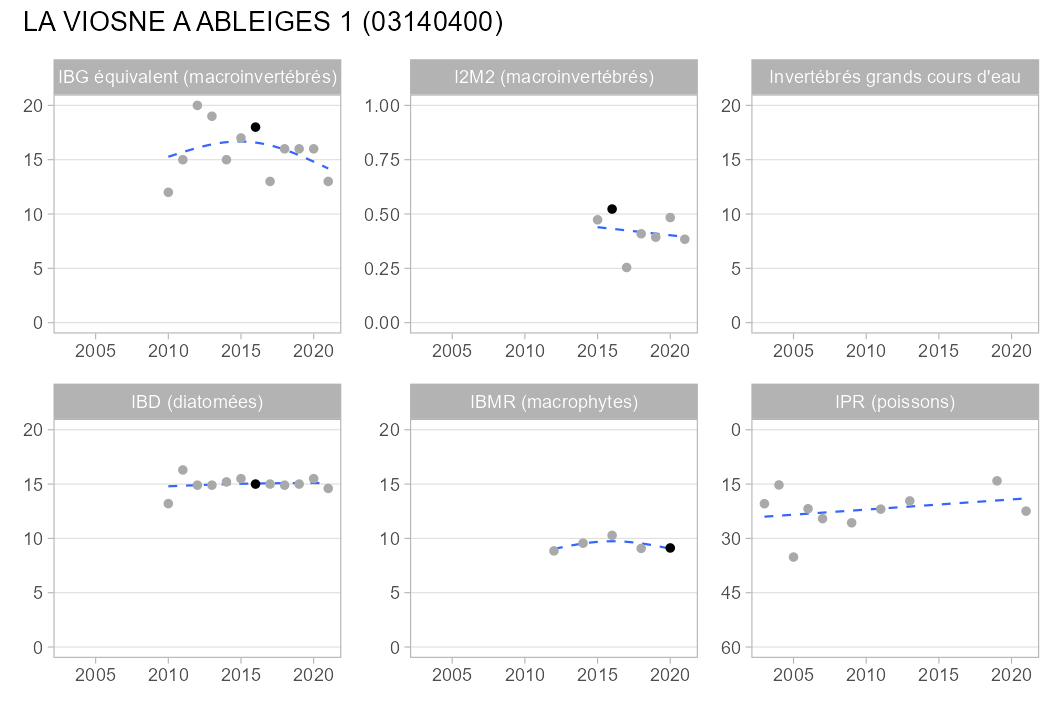 LA VIOSNE A ABLEIGES 1 (03140400)
IBG équivalent (macroinvertébrés)
20
15
10
5
0
2005 2010 2015 2020
I2M2 (macroinvertébrés)
1.00
0.75
0.50
0.25
0.00
2005 2010 2015 2020
Invertébrés grands cours d'eau
20
15
10
5
0
2005 2010 2015 2020
IBD (diatomées)
20
15
10
5
0
2005 2010 2015 2020
IBMR (macrophytes)
20
15
10
5
0
2005 2010 2015 2020
IPR (poissons)
0
15
30
45
60
2005 2010 2015 2020